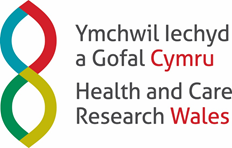 Ymchwil Iechyd
a Gofal Cymru
Health and Care
Research Wales